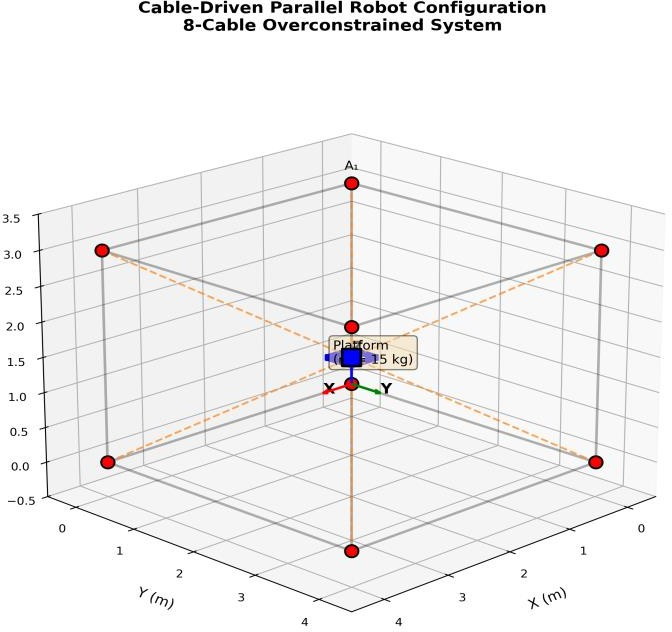 Cable-Driven Parallel Robot Configuration
8-Cable Overconstrained System
A₁
3.5
3.0
2.5
2.0
1.5
1.0
0.5
0.0
−0.5
Platform
15 kg)
X
Y
0
1
2
3
4
Y (m)
0
1
2
3
4
X (m)